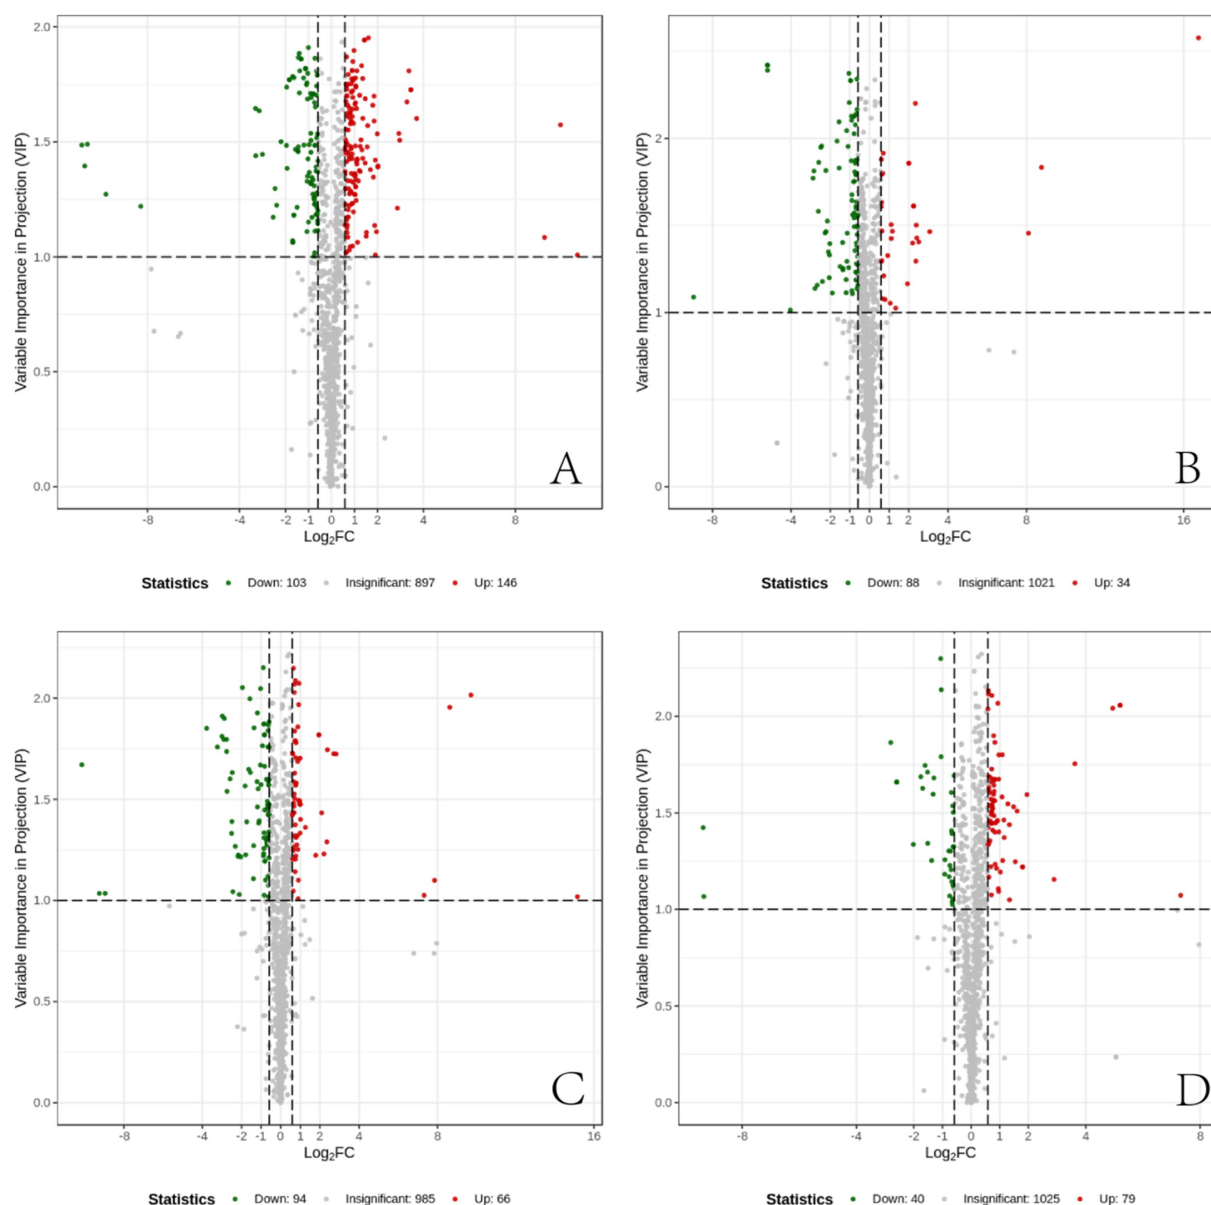 Variable Importance in Projection (VIP)
2.0
1.5
1.0
0.5
0.0
A
-8 -4 -2 -1 0 1 2 4 8
Log₂FC
Statistics Down: 103 Insignificant: 897 Up: 146
Variable Importance in Projection (VIP)
2
1
0
B
-8 -4 -2 -1 0 1 2 4 8 16
Log₂FC
Statistics Down: 88 Insignificant: 1021 Up: 34
Variable Importance in Projection (VIP)
2.0
1.5
1.0
0.5
0.0
C
-8 -4 -2 -1 0 1 2 4 8 16
Log₂FC
Statistics Down: 94 Insignificant: 985 Up: 66
Variable Importance in Projection (VIP)
2.0
1.5
1.0
0.5
0.0
D
-8 -4 -2 -1 0 1 2 4 8
Log₂FC
Statistics Down: 40 Insignificant: 1025 Up: 79